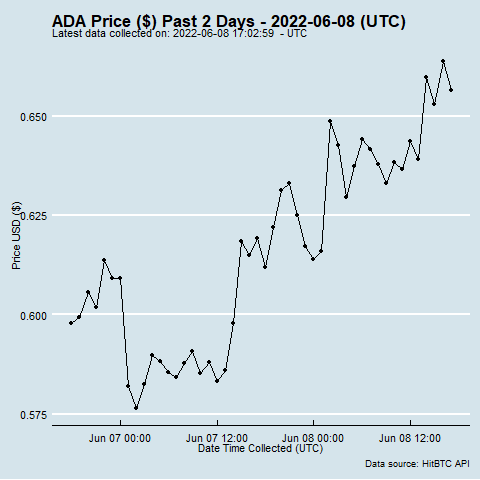 ADA Price ($) Past 2 Days - 2022-06-08 (UTC)
Latest data collected on: 2022-06-08 17:02:59 - UTC
Price USD ($)
0.650
0.625
0.600
0.575
Jun 07 00:00 Jun 07 12:00 Jun 08 00:00 Jun 08 12:00
Date Time Collected (UTC)
Data source: HitBTC API